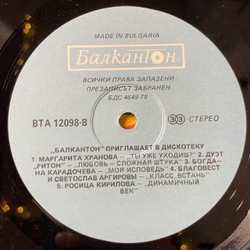 MADE IN BULGARIA
Балкантон
ВСИЧКИ ПРАВА ЗАПАЗЕНИ
ПРЕЗАПИСЪТ ЗАБРАНЕН
БДС 4648-79
ВТА 12098-В
33 СТЕРЕО
„БАЛКАНТОН" ПРИГЛАШАЕТ В ДИСКОТЕКУ
1. МАРГАРИТА ХРАНОВА — „ТЫ УЖЕ УХОДИШ?" 2. ДУЭТ
„РИТОН" — „ЛЮБОВЬ — СЛОЖНАЯ ШТУКА" 3. БОГДА-
НА КАРАДОЧЕВА — „МОЯ ИСПОВЕДЬ" 4. БЛАГОВЕСТ
И СВЕТОСЛАВ АРГИРОВЫ — „КЛАСС, ВСТАНЬ"
5. РОСИЦА КИРИЛОВА — „ДИНАМИЧНЫЙ
ВЕК"